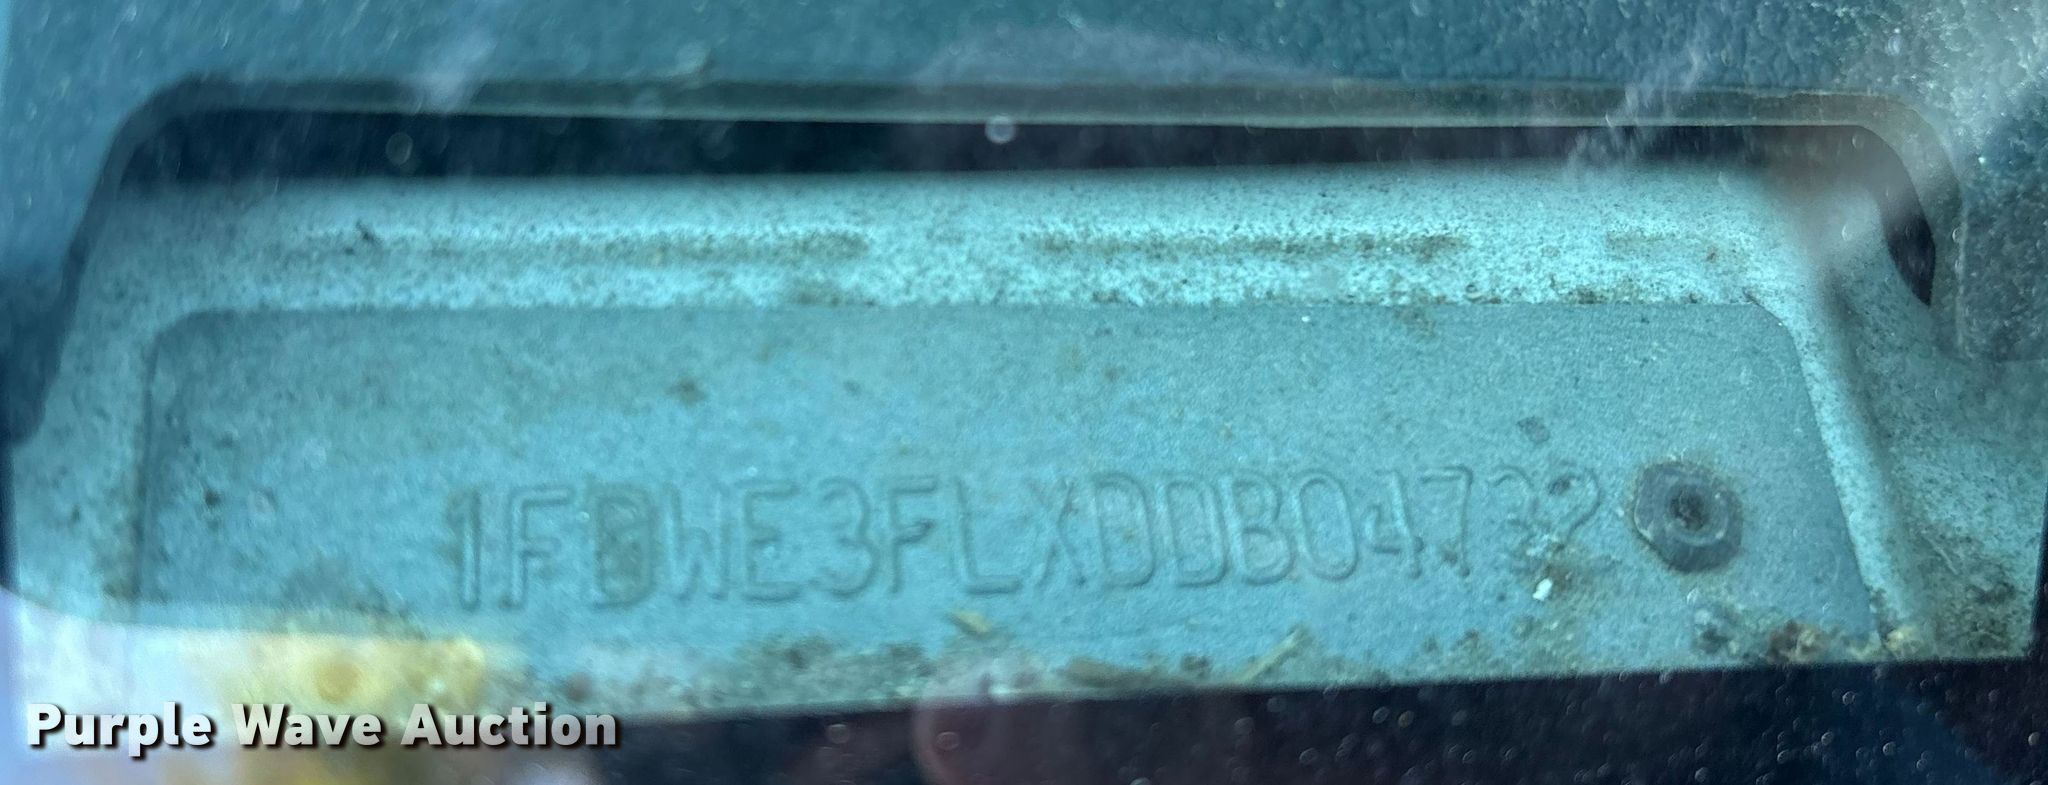 1FDWE3FLXDDB04732
Purple Wave Auction